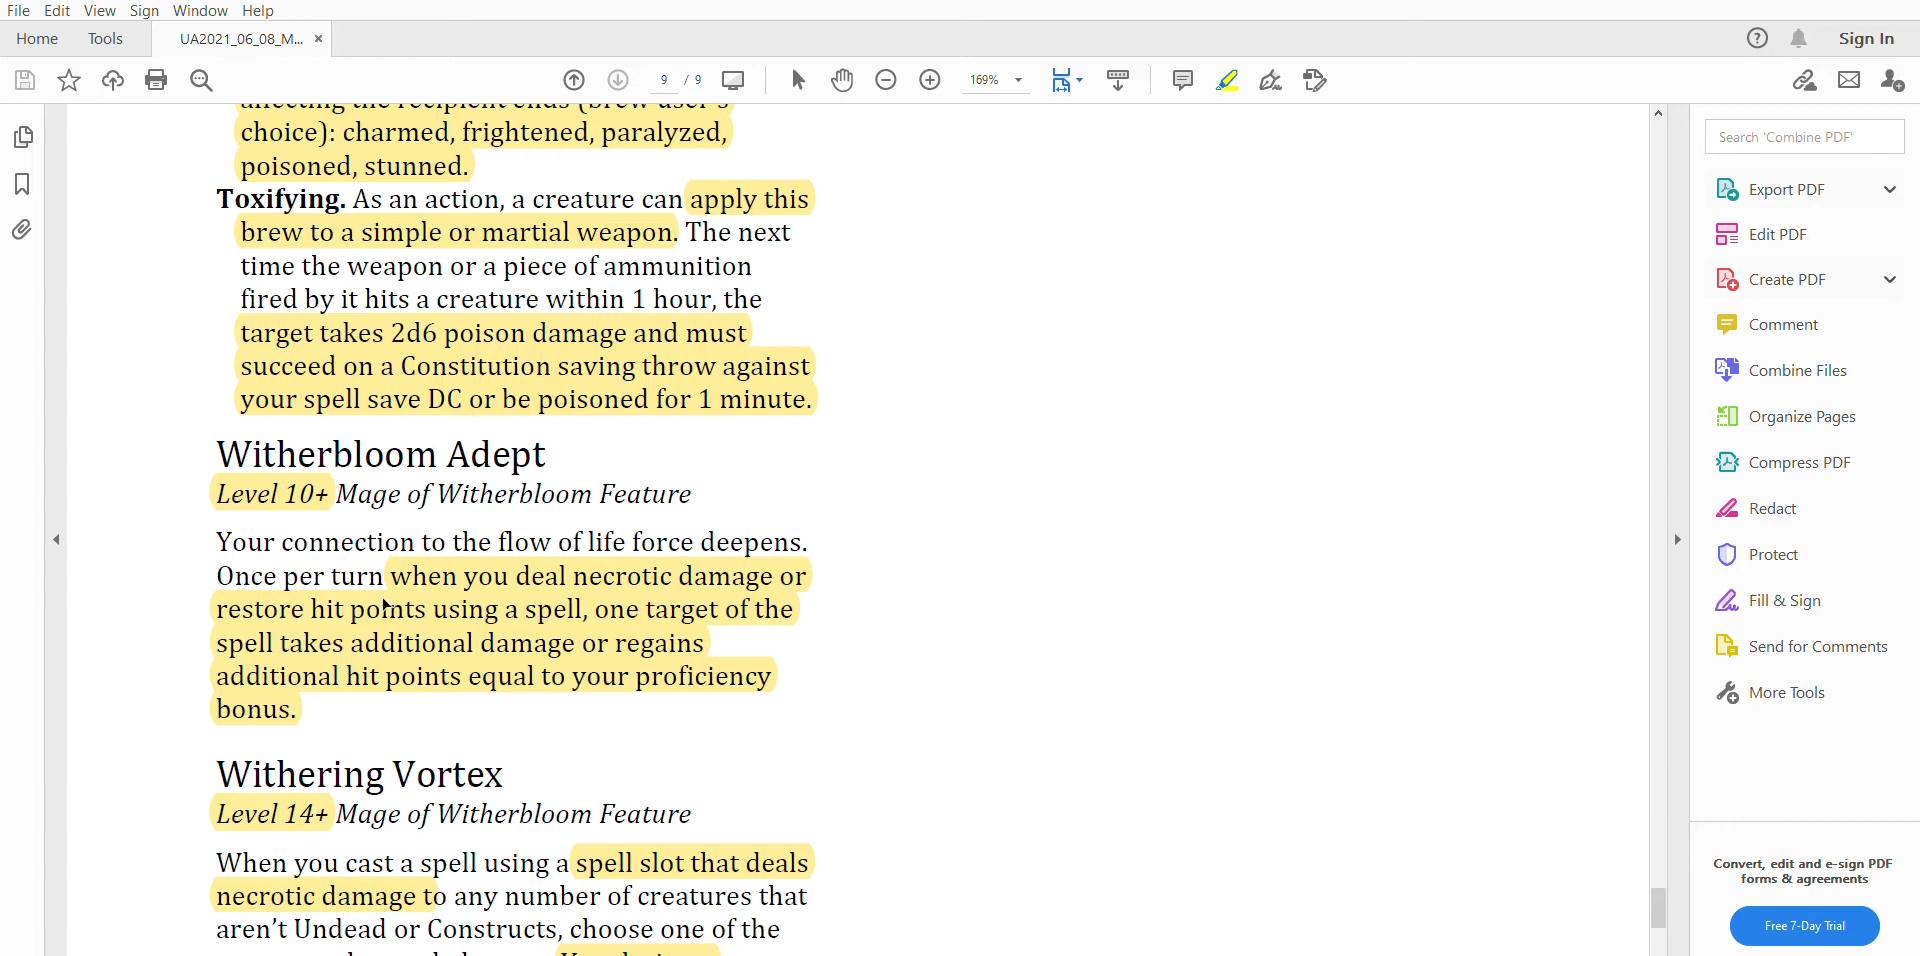 File Edit View Sign Window Help
Home Tools UA2021_06_08_M... × Sign In
9 / 9 169%
affecting the recipient ends (brew user's
choice): charmed, frightened, paralyzed,
poisoned, stunned.
Toxifying. As an action, a creature can apply this
brew to a simple or martial weapon. The next
time the weapon or a piece of ammunition
fired by it hits a creature within 1 hour, the
target takes 2d6 poison damage and must
succeed on a Constitution saving throw against
your spell save DC or be poisoned for 1 minute.
Witherbloom Adept
Level 10+ Mage of Witherbloom Feature
Your connection to the flow of life force deepens.
Once per turn when you deal necrotic damage or
restore hit points using a spell, one target of the
spell takes additional damage or regains
additional hit points equal to your proficiency
bonus.
Withering Vortex
Level 14+ Mage of Witherbloom Feature
When you cast a spell using a spell slot that deals
necrotic damage to any number of creatures that
aren't Undead or Constructs, choose one of the
Search 'Combine PDF'
Export PDF
Edit PDF
Create PDF
Comment
Combine Files
Organize Pages
Compress PDF
Redact
Protect
Fill & Sign
Send for Comments
More Tools
Convert, edit and e-sign PDF
forms & agreements
Free 7-Day Trial